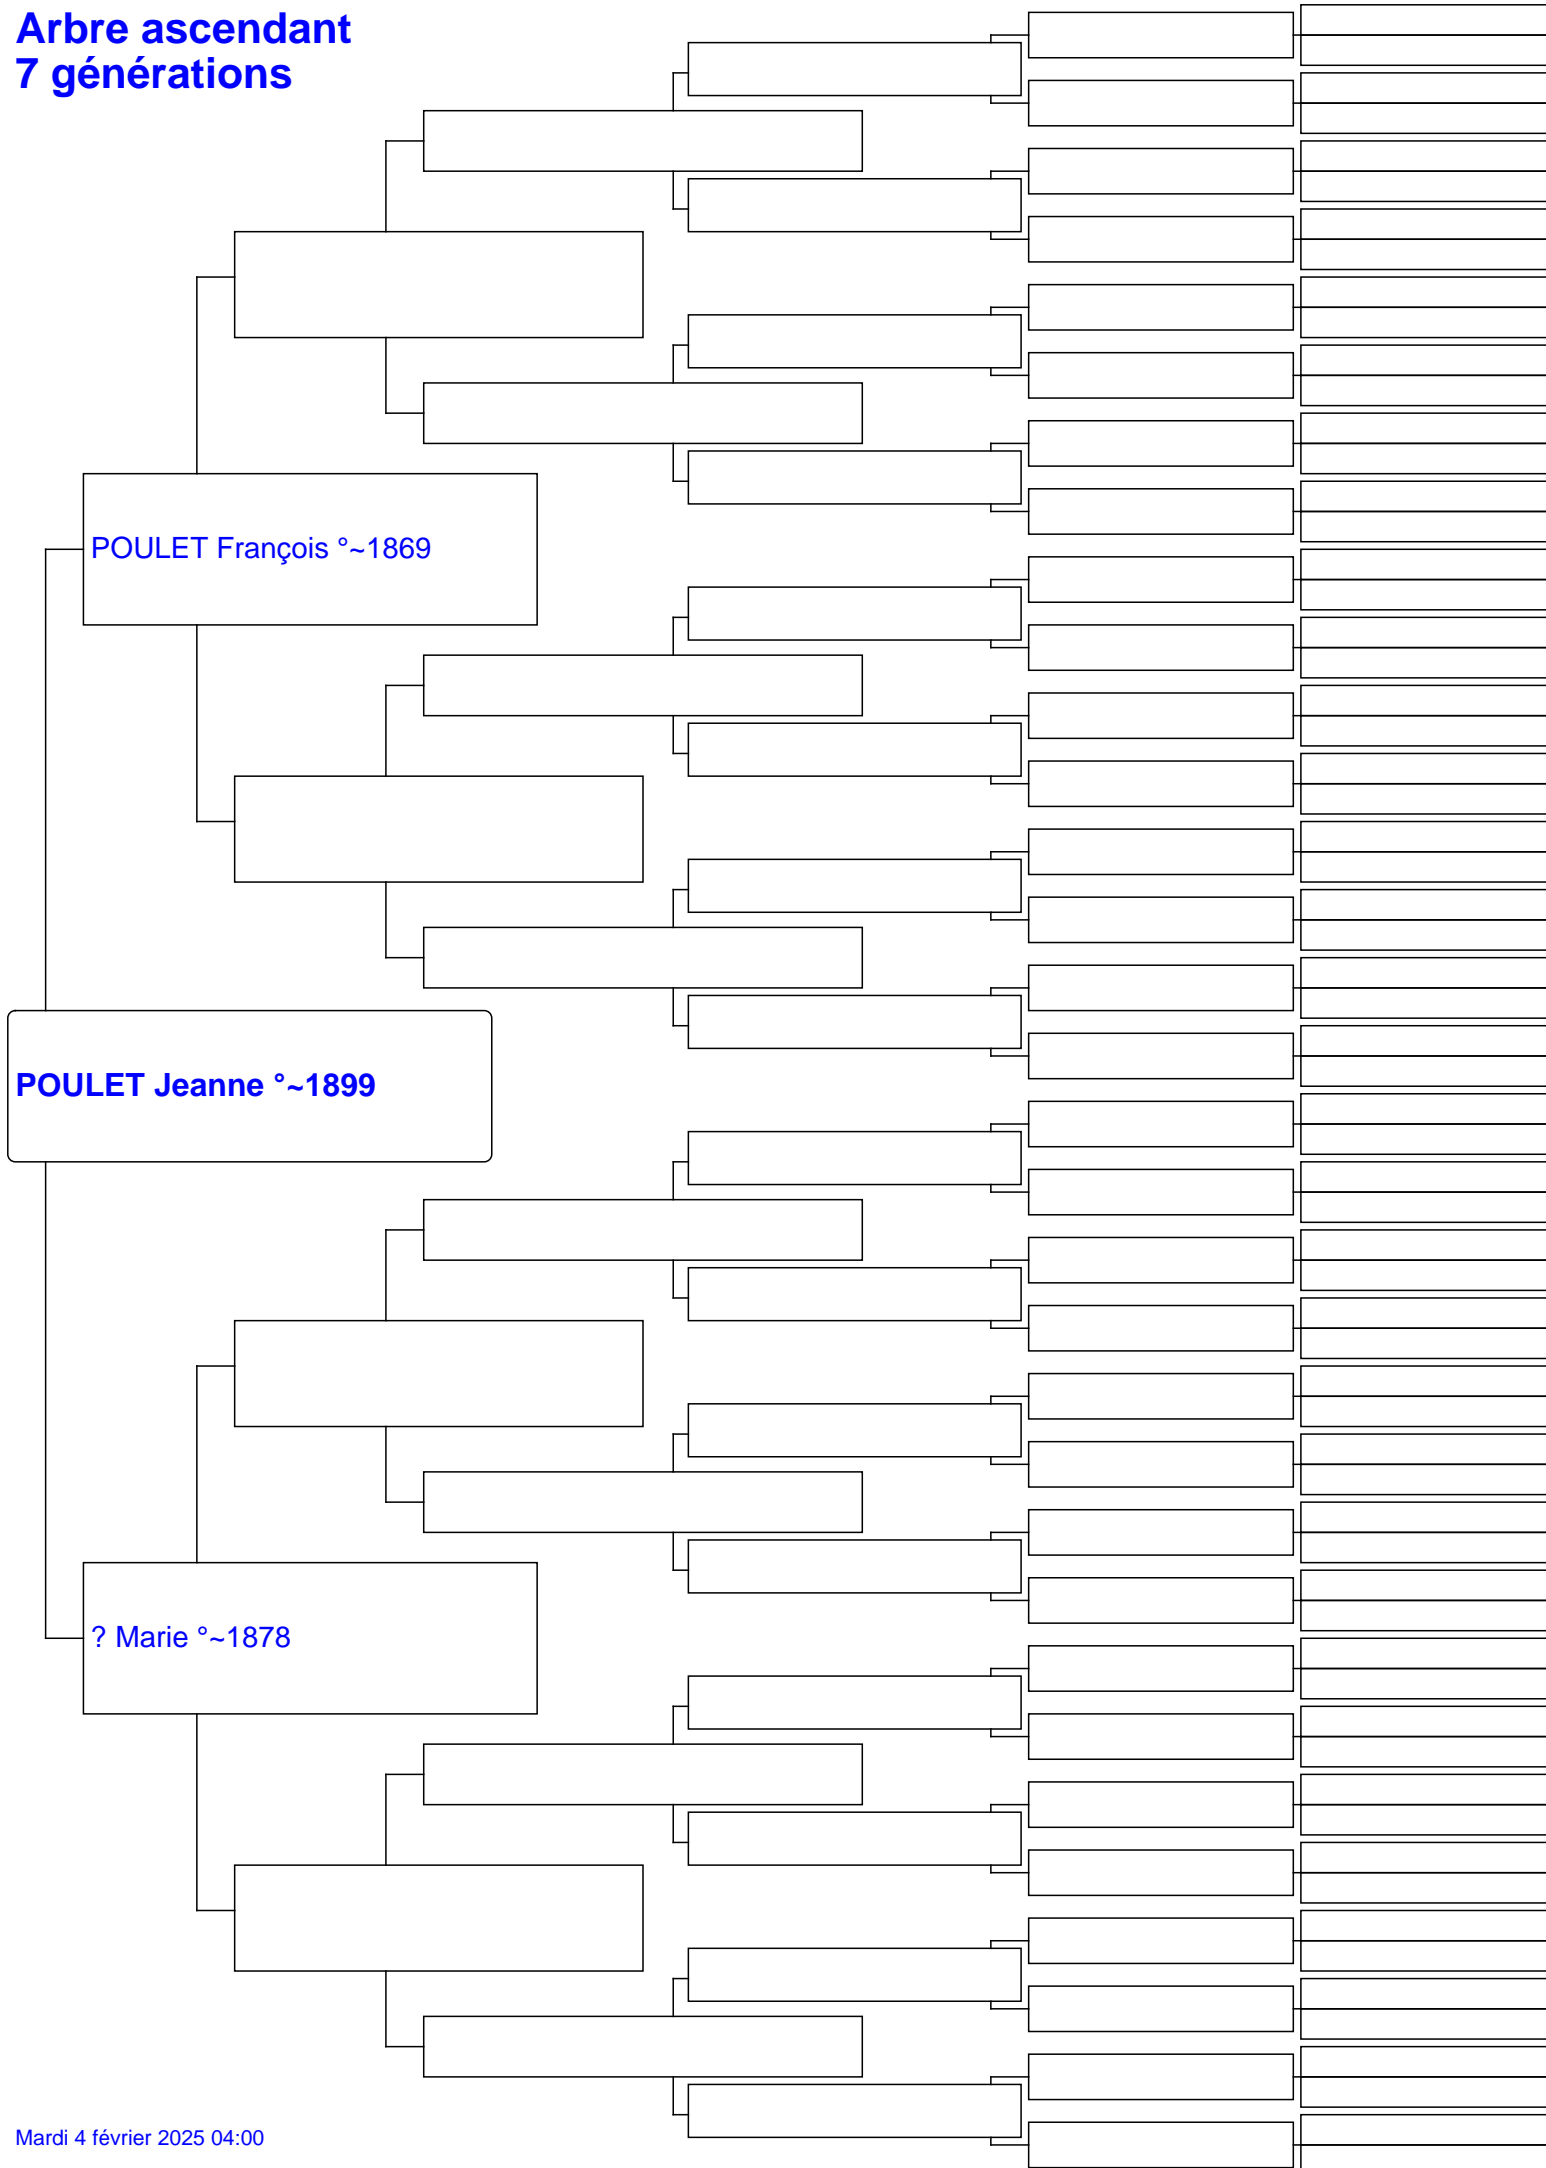 Arbre ascendant
7 générations
POULET François °~1869
POULET Jeanne °~1899
? Marie °~1878
Mardi 4 février 2025 04:00